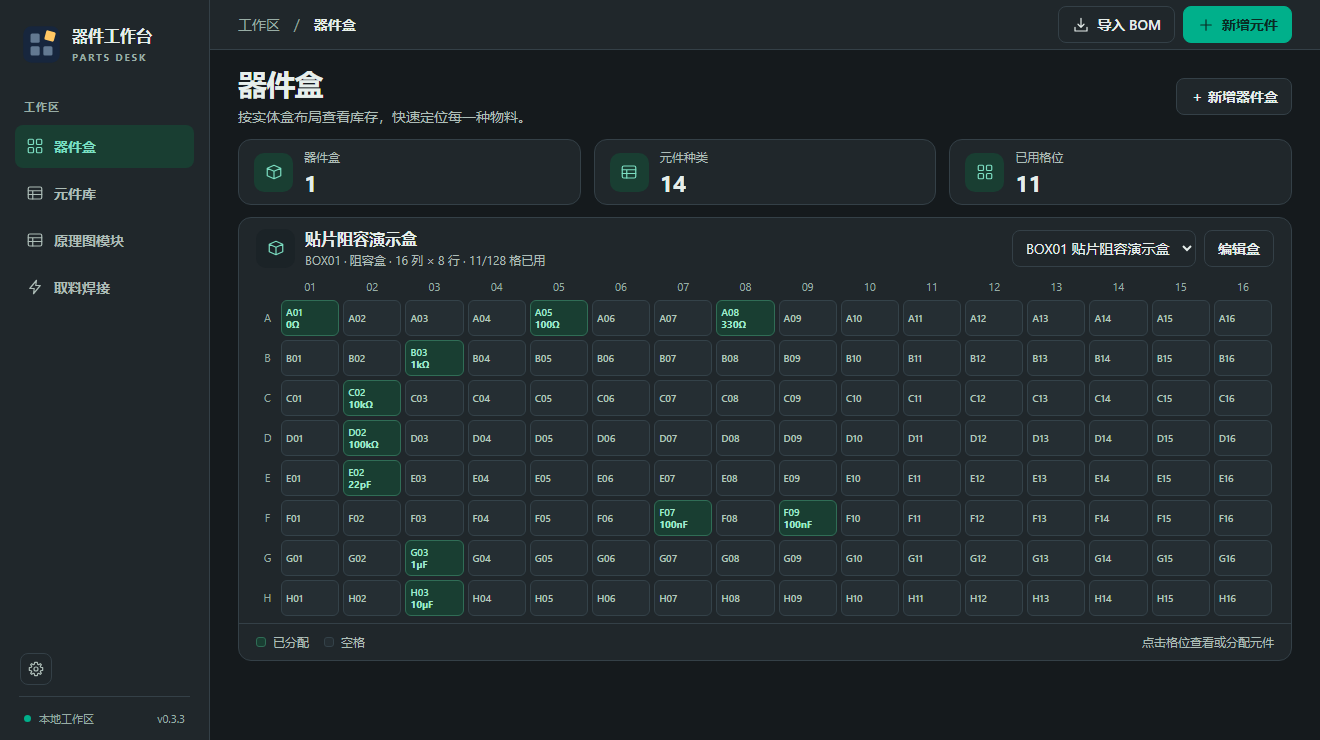 器件工作台
PARTS DESK
工作区
器件盒
元件库
原理图模块
取料焊接
本地工作区 v0.3.3
工作区 / 器件盒
导入 BOM
+ 新增元件
器件盒
按实体盒布局查看库存，快速定位每一种物料。
+ 新增器件盒
器件盒
1
元件种类
14
已用格位
11
贴片阻容演示盒
BOX01 · 阻容盒 · 16 列 × 8 行 · 11/128 格已用
BOX01 贴片阻容演示盒
编辑盒
01 02 03 04 05 06 07 08 09 10 11 12 13 14 15 16
A A01 0Ω A02 A03 A04 A05 100Ω A06 A07 A08 330Ω A09 A10 A11 A12 A13 A14 A15 A16
B B01 B02 B03 1kΩ B04 B05 B06 B07 B08 B09 B10 B11 B12 B13 B14 B15 B16
C C01 C02 10kΩ C03 C04 C05 C06 C07 C08 C09 C10 C11 C12 C13 C14 C15 C16
D D01 D02 100kΩ D03 D04 D05 D06 D07 D08 D09 D10 D11 D12 D13 D14 D15 D16
E E01 E02 22pF E03 E04 E05 E06 E07 E08 E09 E10 E11 E12 E13 E14 E15 E16
F F01 F02 F03 F04 F05 F06 F07 100nF F08 F09 100nF F10 F11 F12 F13 F14 F15 F16
G G01 G02 G03 1μF G04 G05 G06 G07 G08 G09 G10 G11 G12 G13 G14 G15 G16
H H01 H02 H03 10μF H04 H05 H06 H07 H08 H09 H10 H11 H12 H13 H14 H15 H16
已分配 空格
点击格位查看或分配元件